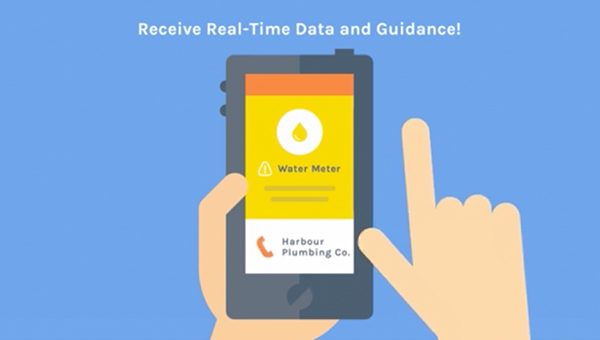 Receive Real-Time Data and Guidance!
Water Meter
Harbour
Plumbing Co.